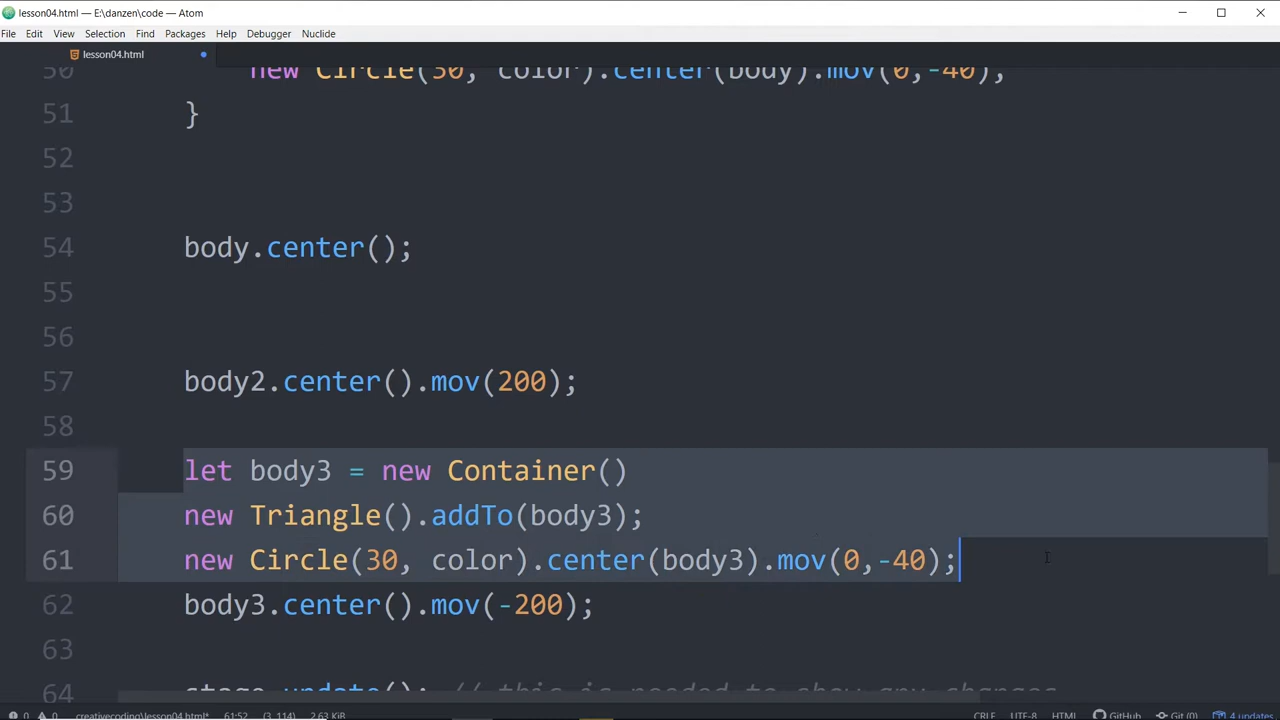 lesson04.html — E:\danzen\code — Atom
File Edit View Selection Find Packages Help Debugger Nuclide
lesson04.html
50 new Circle(30, color).center(body).mov(0,-40);
51 }
52
53
54 body.center();
55
56
57 body2.center().mov(200);
58
59 let body3 = new Container()
60 new Triangle().addTo(body3);
61 new Circle(30, color).center(body3).mov(0,-40);
62 body3.center().mov(-200);
63
64 stage.update(); // this is needed to show any changes
0 0 creativecoding\lesson04.html* 61:52 (3, 114) 2.63 KiB CRLF UTF-8 HTML GitHub Git (0) 4 updates